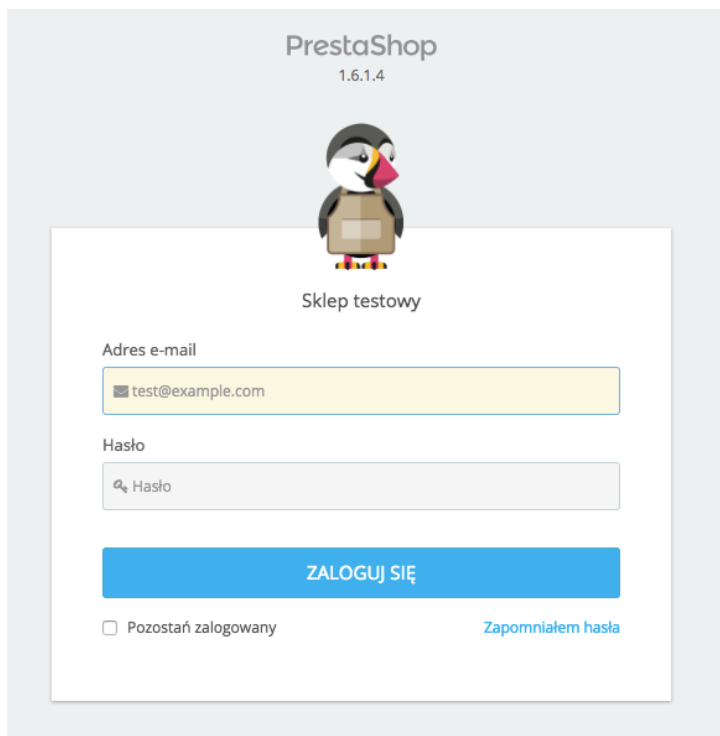 PrestaShop
1.6.1.4
Sklep testowy
Adres e-mail
test@example.com
Hasło
Hasło
ZALOGUJ SIĘ
Pozostań zalogowany Zapomniałem hasła